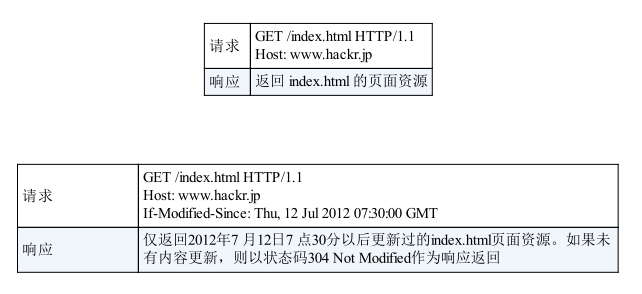 请求
GET /index.html HTTP/1.1
Host: www.hackr.jp
响应
返回 index.html 的页面资源
请求
GET /index.html HTTP/1.1
Host: www.hackr.jp
If-Modified-Since: Thu, 12 Jul 2012 07:30:00 GMT
响应
仅返回2012年7 月12日7 点30分以后更新过的index.html页面资源。如果未
有内容更新，则以状态码304 Not Modified作为响应返回